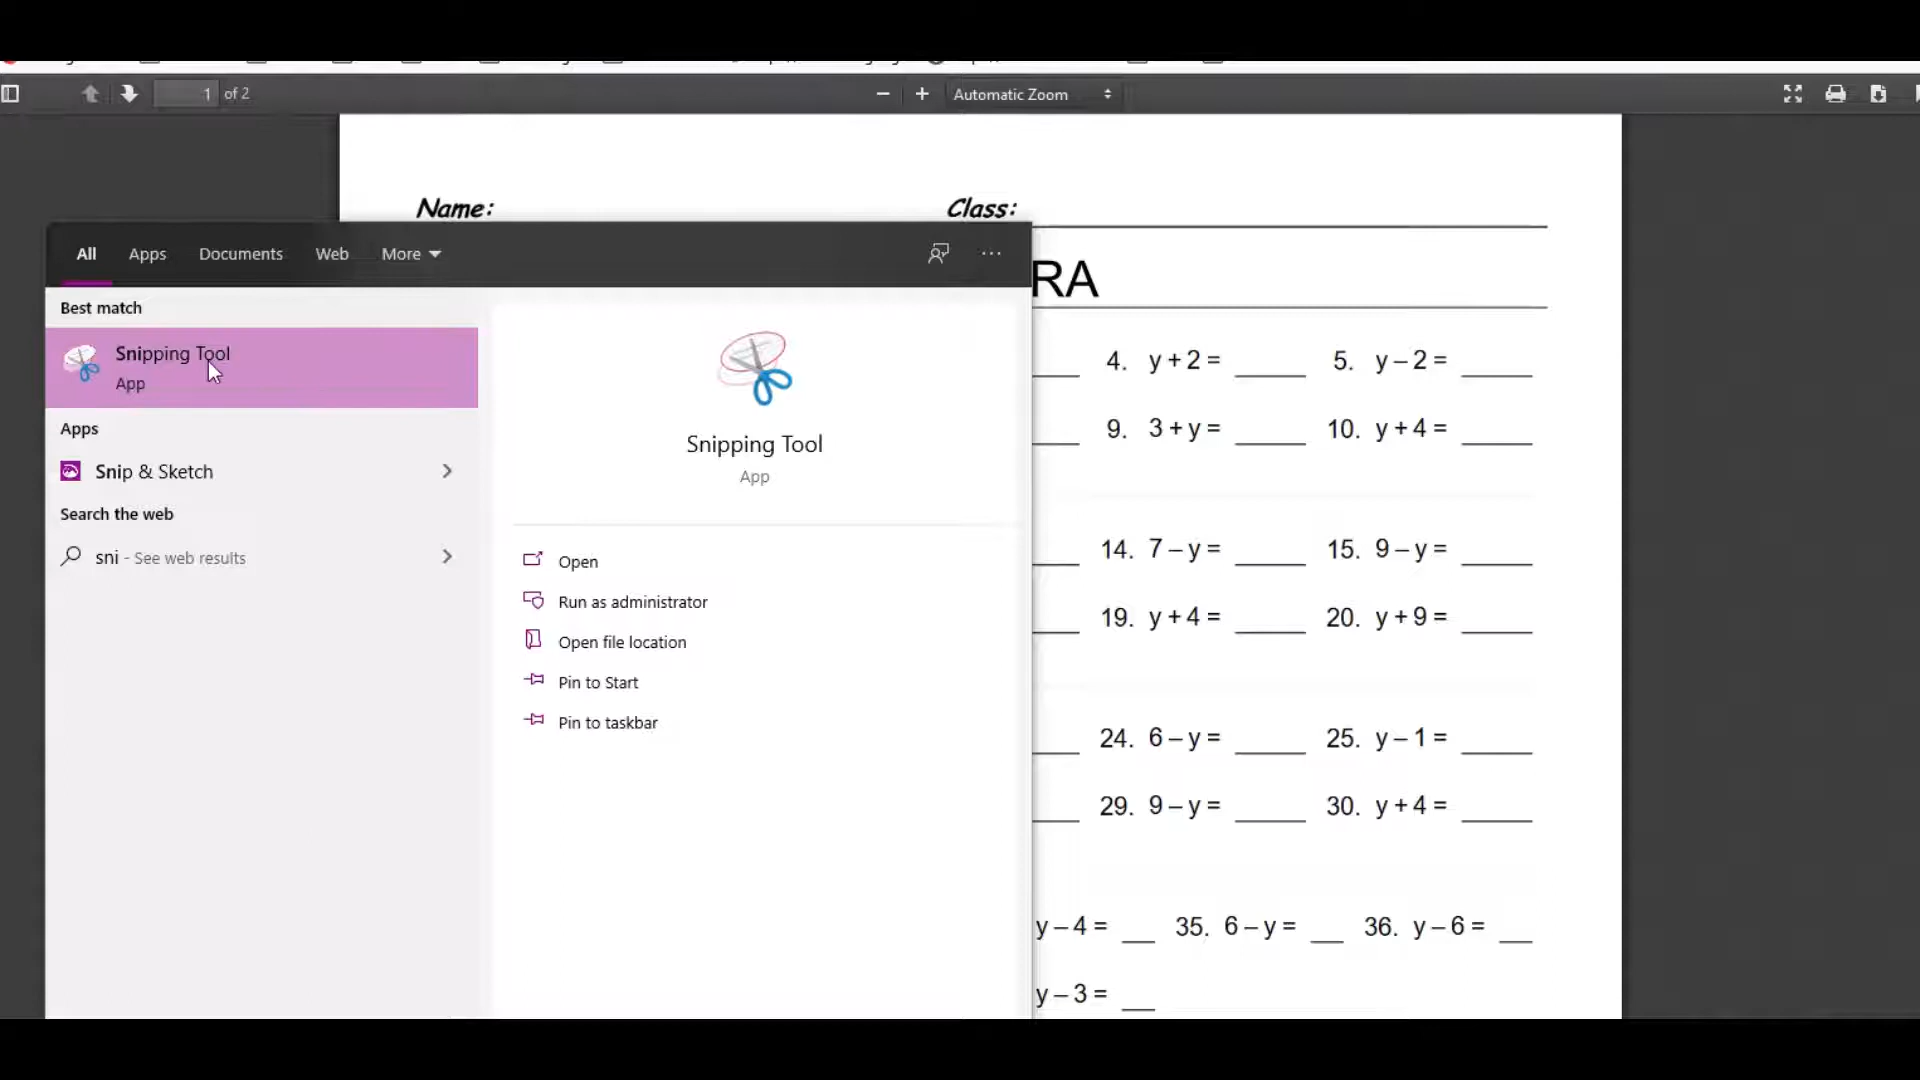 1 of 2
Automatic Zoom
Name:
Class:
RA
All Apps Documents Web More
Best match
Snipping Tool
App
Apps
Snip & Sketch
Search the web
sni - See web results
Snipping Tool
App
Open
Run as administrator
Open file location
Pin to Start
Pin to taskbar
4. y + 2 = 5. y – 2 =
9. 3 + y = 10. y + 4 =
14. 7 – y = 15. 9 – y =
19. y + 4 = 20. y + 9 =
24. 6 – y = 25. y – 1 =
29. 9 – y = 30. y + 4 =
y – 4 = 35. 6 – y = 36. y – 6 =
y – 3 =